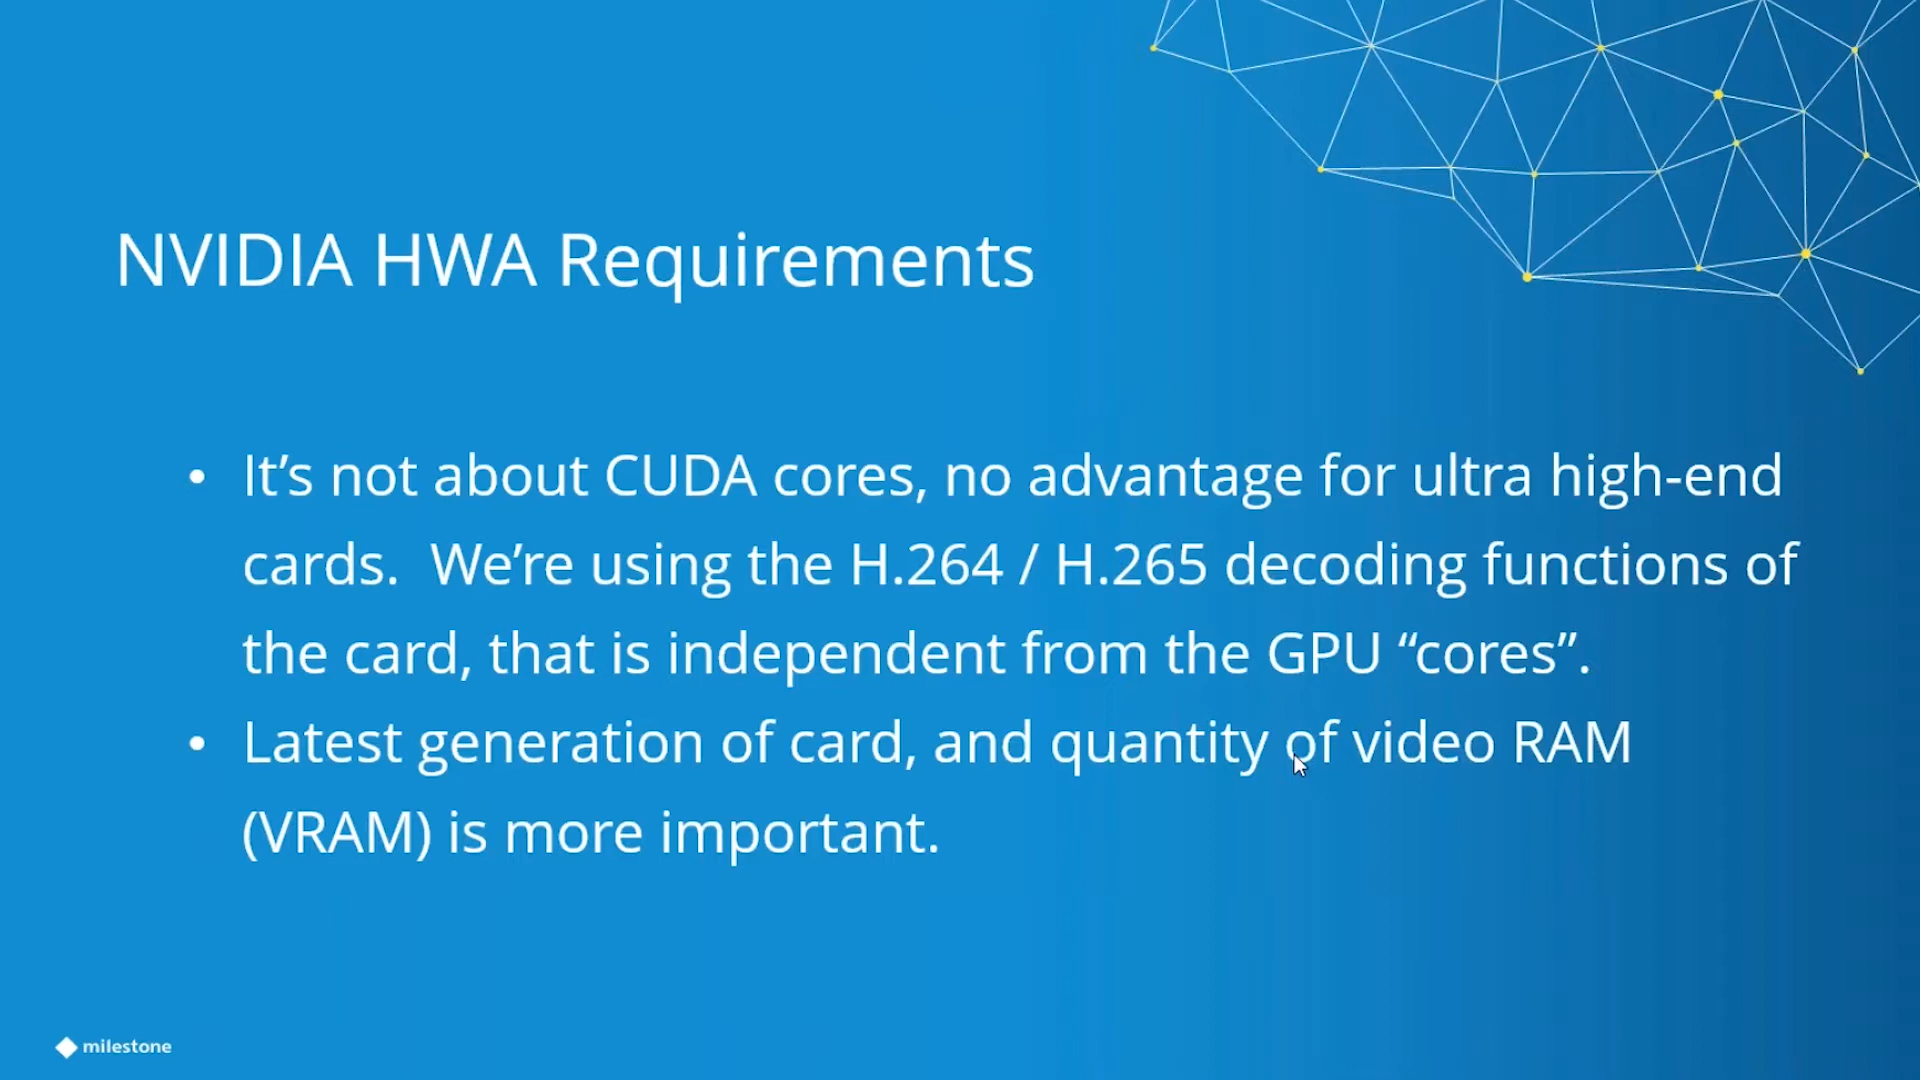 NVIDIA HWA Requirements
• It’s not about CUDA cores, no advantage for ultra high-end
cards.  We’re using the H.264 / H.265 decoding functions of
the card, that is independent from the GPU “cores”.
• Latest generation of card, and quantity of video RAM
(VRAM) is more important.
milestone